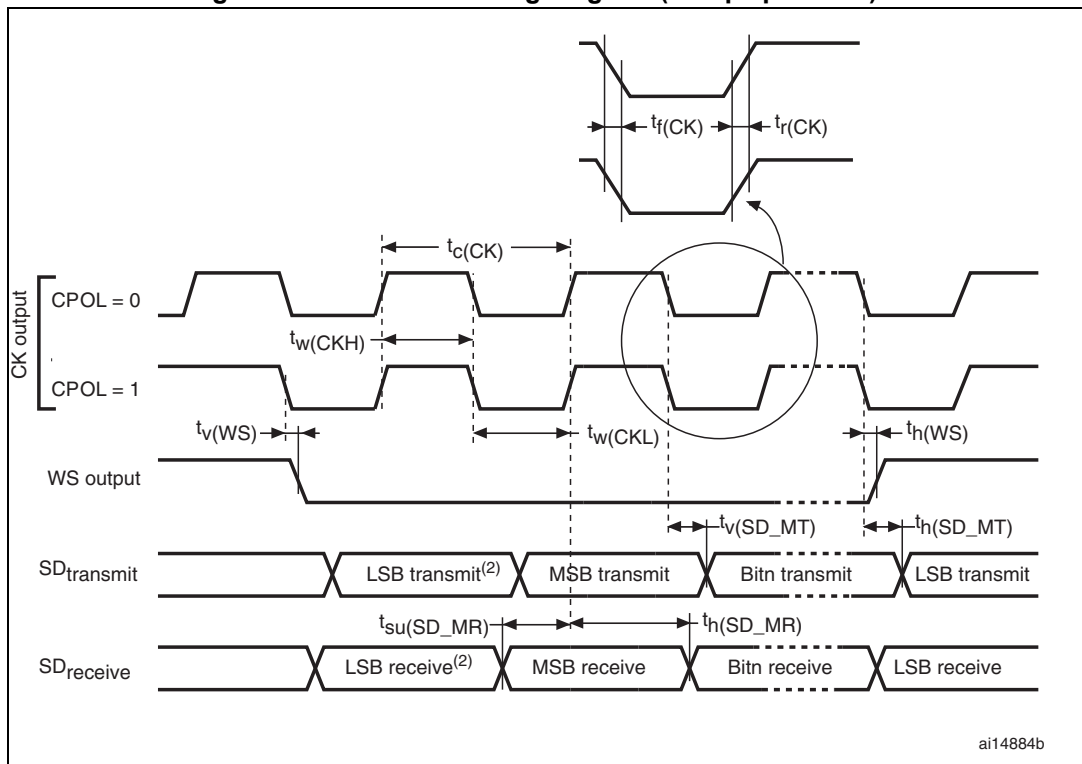 tf(CK)
tr(CK)
tc(CK)
CK output
CPOL = 0
tw(CKH)
CPOL = 1
tv(WS)
tw(CKL)
th(WS)
WS output
tv(SD_MT)
th(SD_MT)
SDtransmit
LSB transmit(2)
MSB transmit
Bitn transmit
LSB transmit
tsu(SD_MR)
th(SD_MR)
SDreceive
LSB receive(2)
MSB receive
Bitn receive
LSB receive
ai14884b